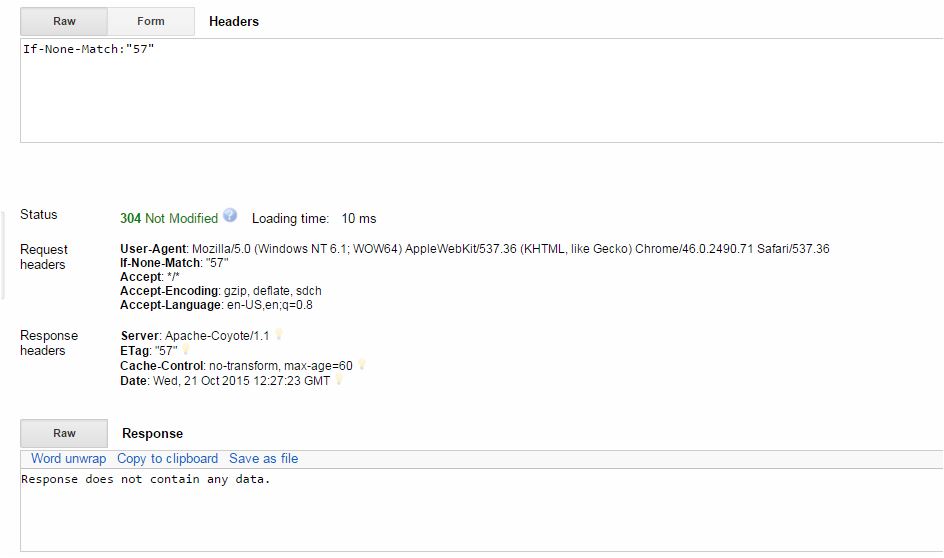 Raw Form Headers
If-None-Match:"57"
Status 304 Not Modified ? Loading time: 10 ms
Request headers
User-Agent: Mozilla/5.0 (Windows NT 6.1; WOW64) AppleWebKit/537.36 (KHTML, like Gecko) Chrome/46.0.2490.71 Safari/537.36
If-None-Match: "57"
Accept: */*
Accept-Encoding: gzip, deflate, sdch
Accept-Language: en-US,en;q=0.8
Response headers
Server: Apache-Coyote/1.1
ETag: "57"
Cache-Control: no-transform, max-age=60
Date: Wed, 21 Oct 2015 12:27:23 GMT
Raw Response
Word unwrap Copy to clipboard Save as file
Response does not contain any data.